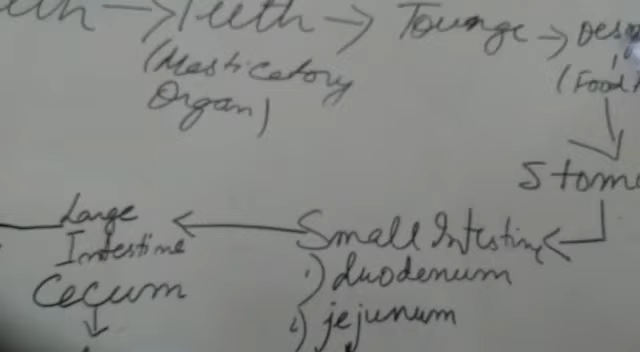 Teeth → Tounge →
(Masticatory
Organ)
(Food
Stom
Large ← Small Intestine ←
Intestine
Cecum
i) duodenum
jejunum